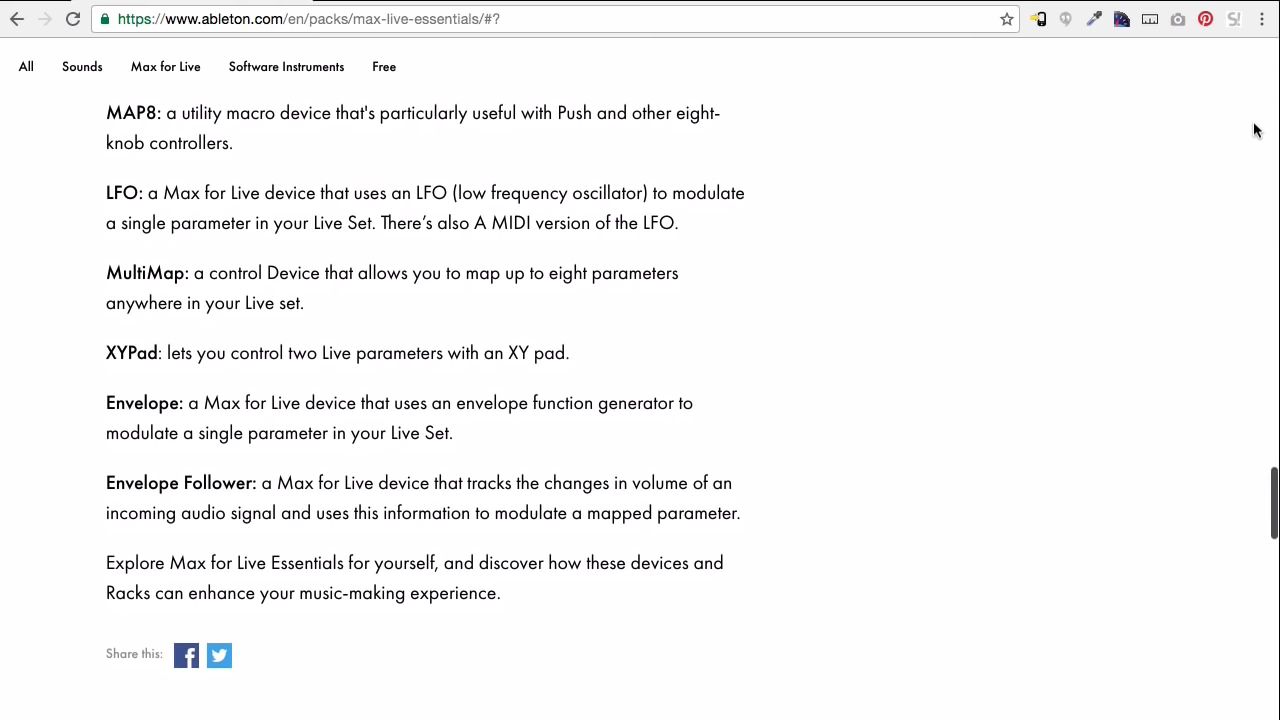 https://www.ableton.com/en/packs/max-live-essentials/#?
All Sounds Max for Live Software Instruments Free
MAP8: a utility macro device that's particularly useful with Push and other eight-
knob controllers.
LFO: a Max for Live device that uses an LFO (low frequency oscillator) to modulate
a single parameter in your Live Set. There’s also A MIDI version of the LFO.
MultiMap: a control Device that allows you to map up to eight parameters
anywhere in your Live set.
XYPad: lets you control two Live parameters with an XY pad.
Envelope: a Max for Live device that uses an envelope function generator to
modulate a single parameter in your Live Set.
Envelope Follower: a Max for Live device that tracks the changes in volume of an
incoming audio signal and uses this information to modulate a mapped parameter.
Explore Max for Live Essentials for yourself, and discover how these devices and
Racks can enhance your music-making experience.
Share this: